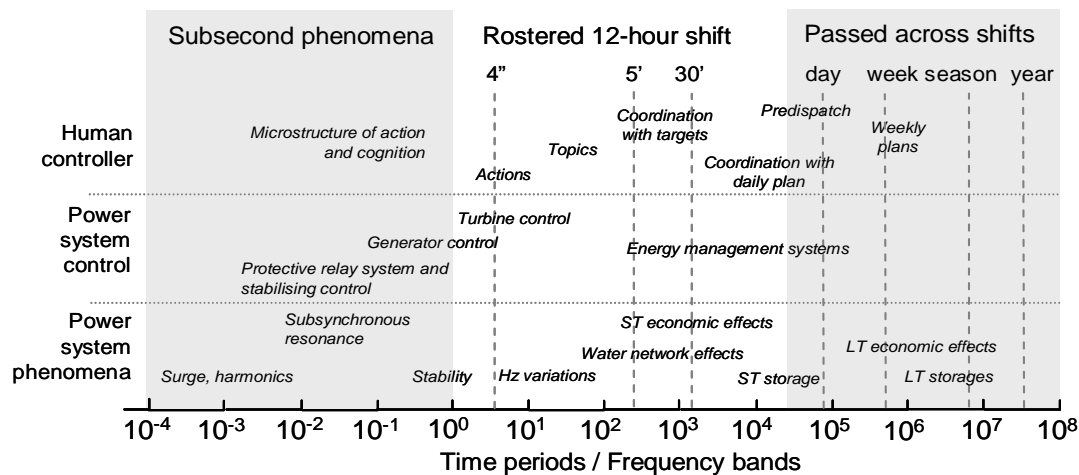 Subsecond phenomena
Rostered 12-hour shift
Passed across shifts
4” 5’ 30’ day week season year
Human
controller
Microstructure of action
and cognition
Actions
Topics
Coordination
with targets
Predispatch
Coordination with
daily plan
Weekly
plans
Power
system
control
Turbine control
Generator control
Protective relay system and
stabilising control
Energy management systems
Power
system
phenomena
Subsynchronous
resonance
Surge, harmonics
Stability
Hz variations
ST economic effects
Water network effects
ST storage
LT economic effects
LT storages
10⁻⁴ 10⁻³ 10⁻² 10⁻¹ 10⁰ 10¹ 10² 10³ 10⁴ 10⁵ 10⁶ 10⁷ 10⁸
Time periods / Frequency bands